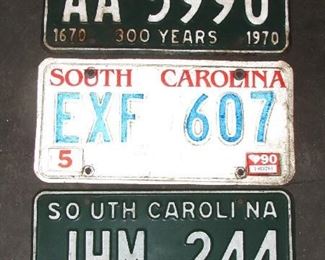 AA 5990
1670 300 YEARS 1970
SOUTH CAROLINA
EXF 607
5 90
SOUTH CAROLINA
JHM 244